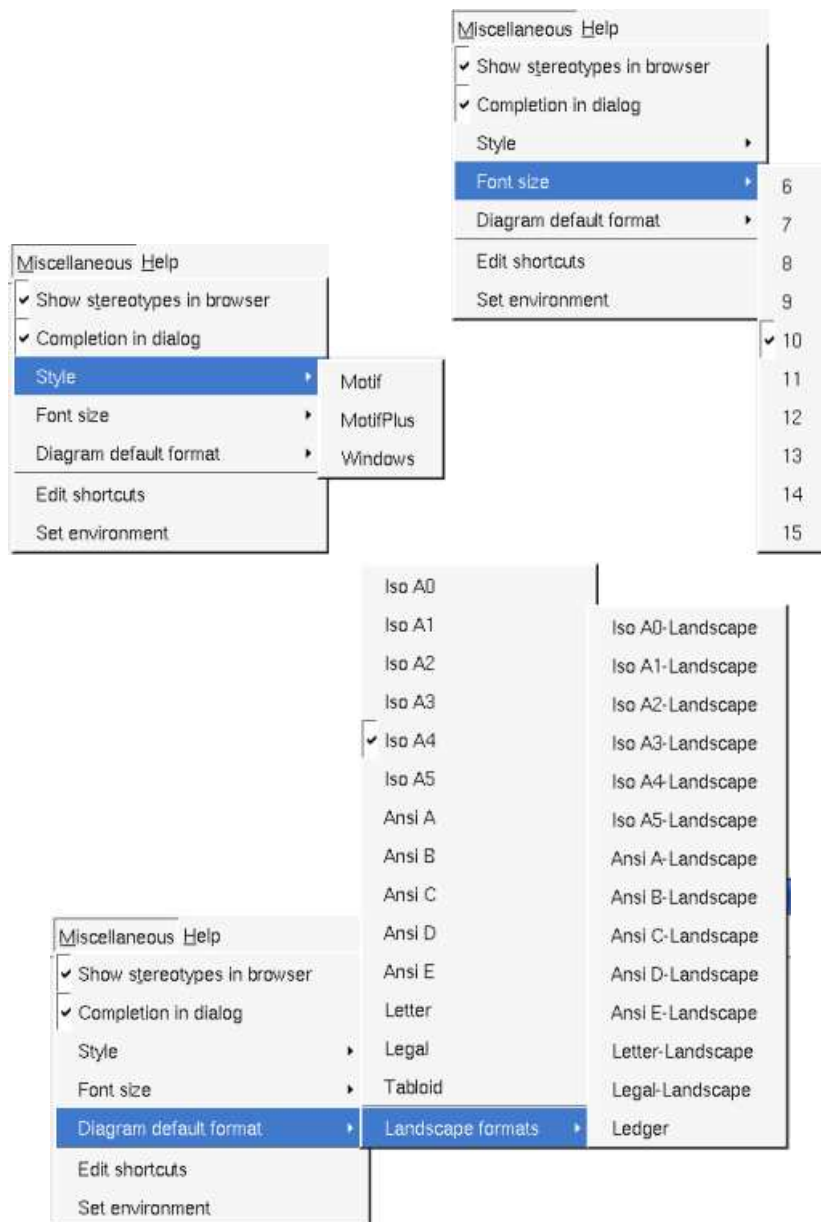 Miscellaneous Help
Show stereotypes in browser
Completion in dialog
Style
Font size
Diagram default format
Edit shortcuts
Set environment
6
7
8
9
10
11
12
13
14
15
Miscellaneous Help
Show stereotypes in browser
Completion in dialog
Style
Font size
Diagram default format
Edit shortcuts
Set environment
Motif
MotifPlus
Windows
Miscellaneous Help
Show stereotypes in browser
Completion in dialog
Style
Font size
Diagram default format
Edit shortcuts
Set environment
Iso A0
Iso A1
Iso A2
Iso A3
Iso A4
Iso A5
Ansi A
Ansi B
Ansi C
Ansi D
Ansi E
Letter
Legal
Tabloid
Landscape formats
Iso A0-Landscape
Iso A1-Landscape
Iso A2-Landscape
Iso A3-Landscape
Iso A4-Landscape
Iso A5-Landscape
Ansi A-Landscape
Ansi B-Landscape
Ansi C-Landscape
Ansi D-Landscape
Ansi E-Landscape
Letter-Landscape
Legal-Landscape
Ledger